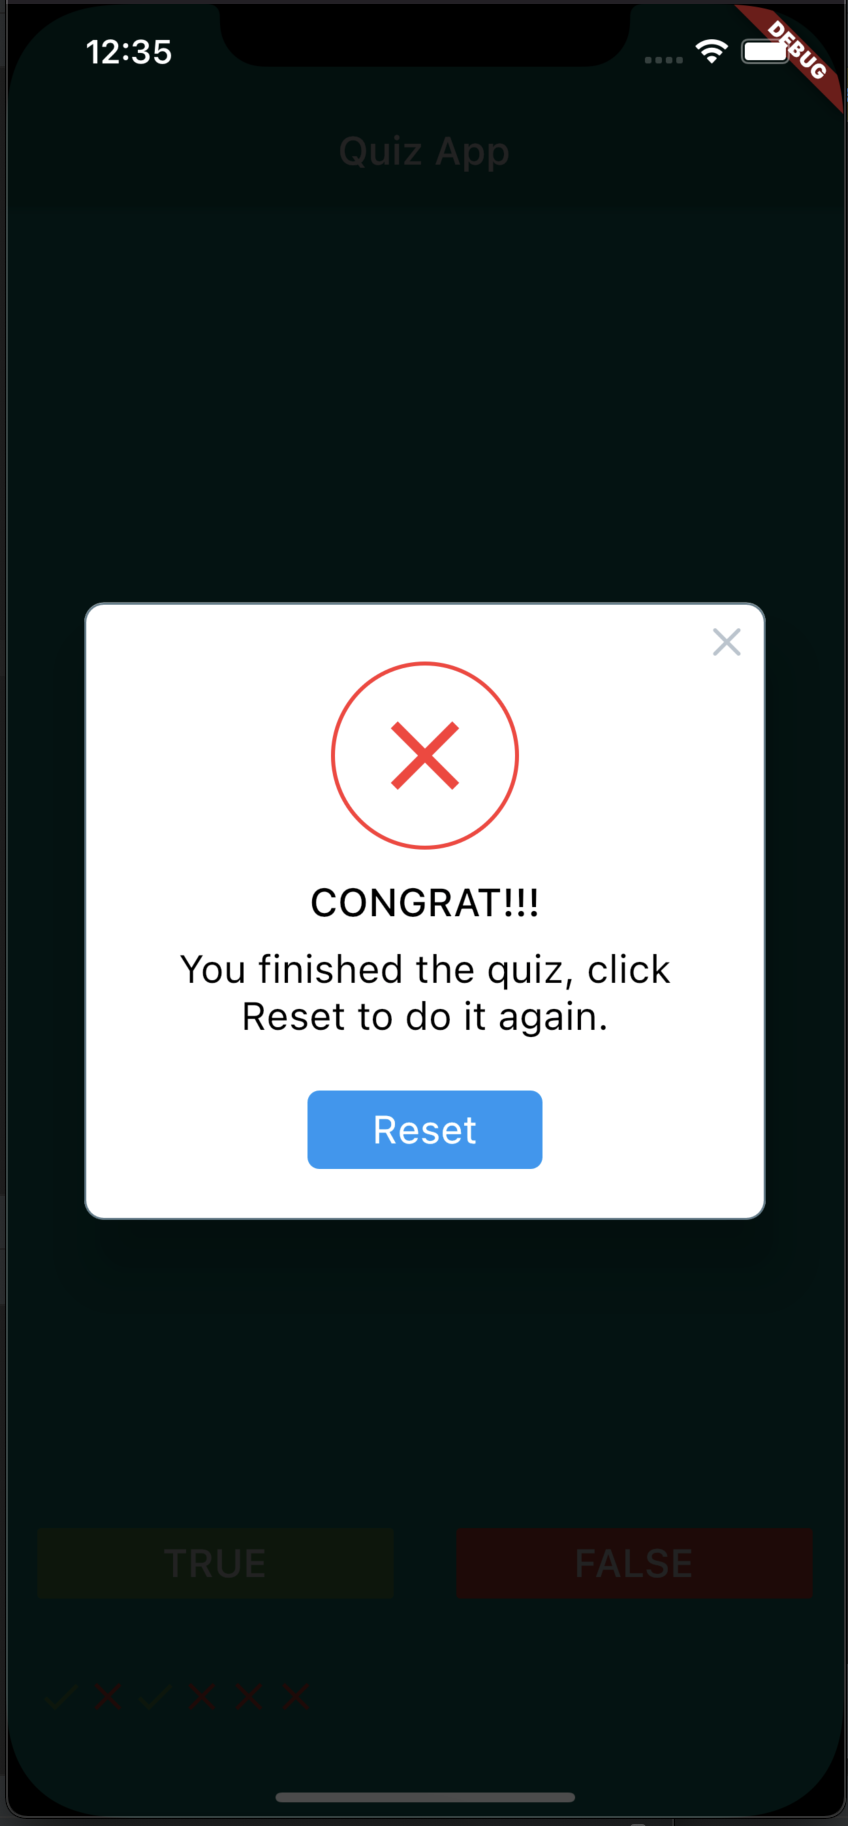 12:35
DEBUG
Quiz App
CONGRAT!!!
You finished the quiz, click
Reset to do it again.
Reset
TRUE
FALSE